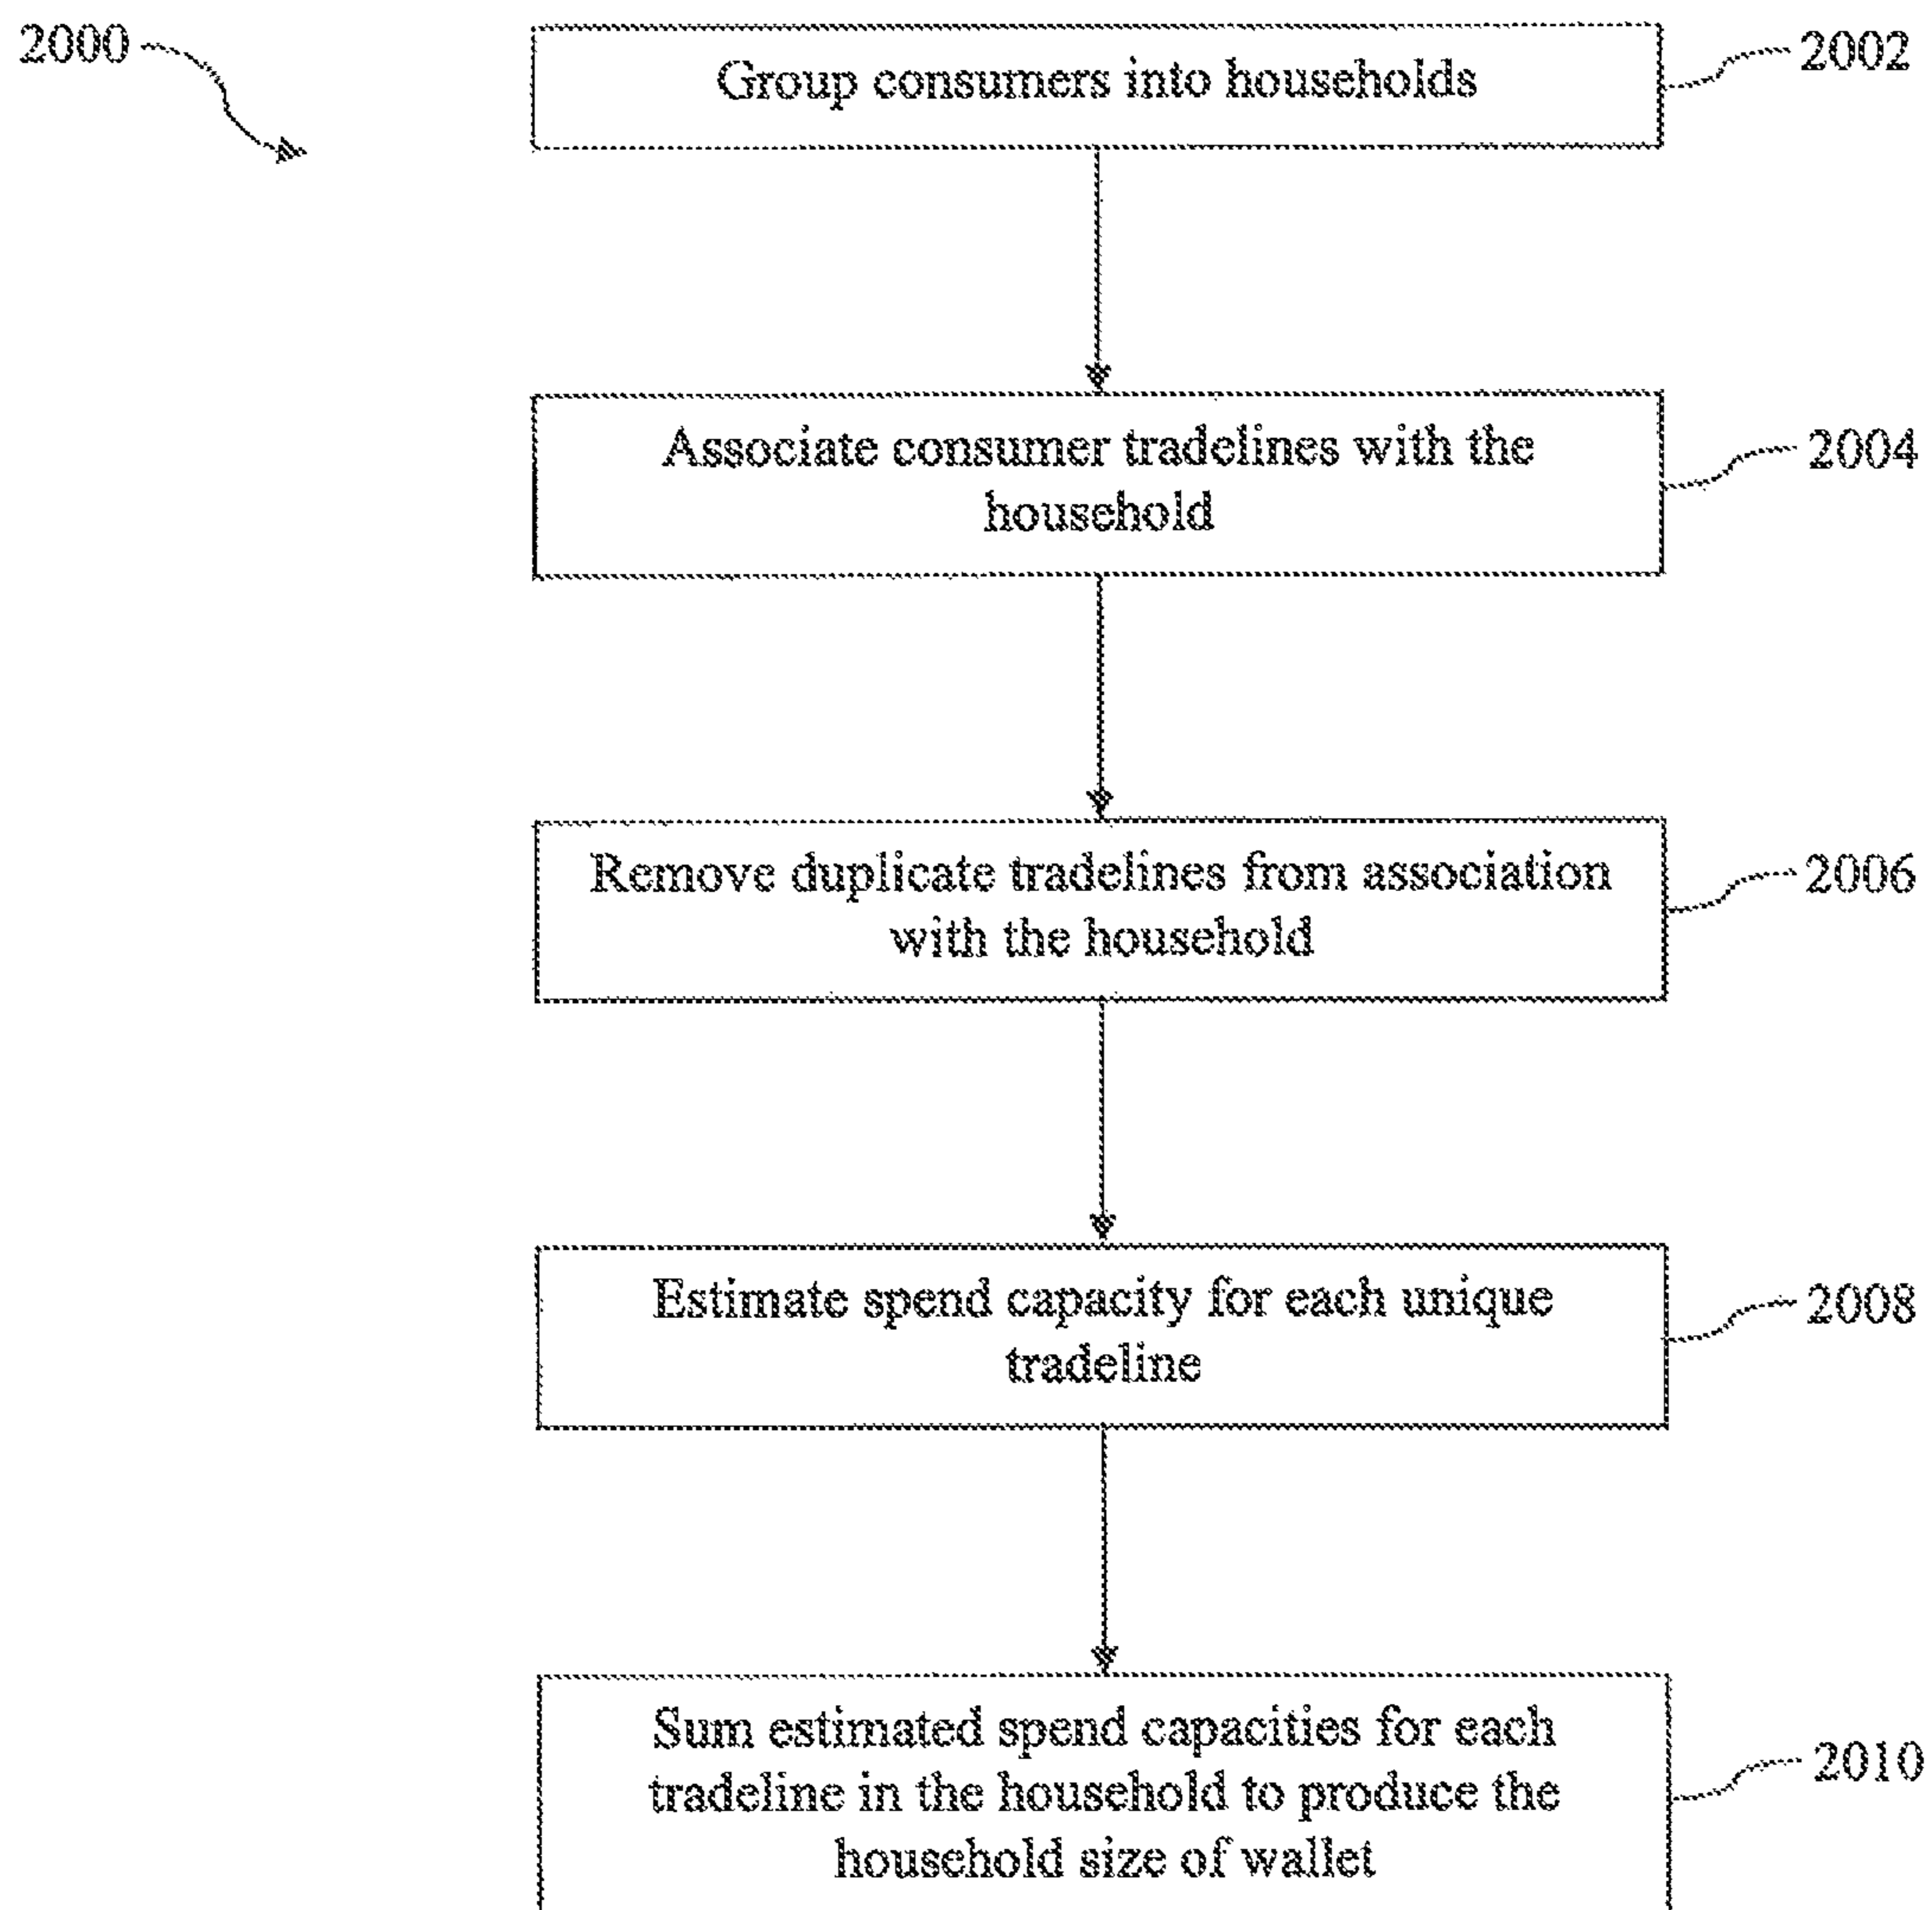 2000
Group consumers into households
2002
Associate consumer tradelines with the
household
2004
Remove duplicate tradelines from association
with the household
2006
Estimate spend capacity for each unique
tradeline
2008
Sum estimated spend capacities for each
tradeline in the household to produce the
household size of wallet
2010